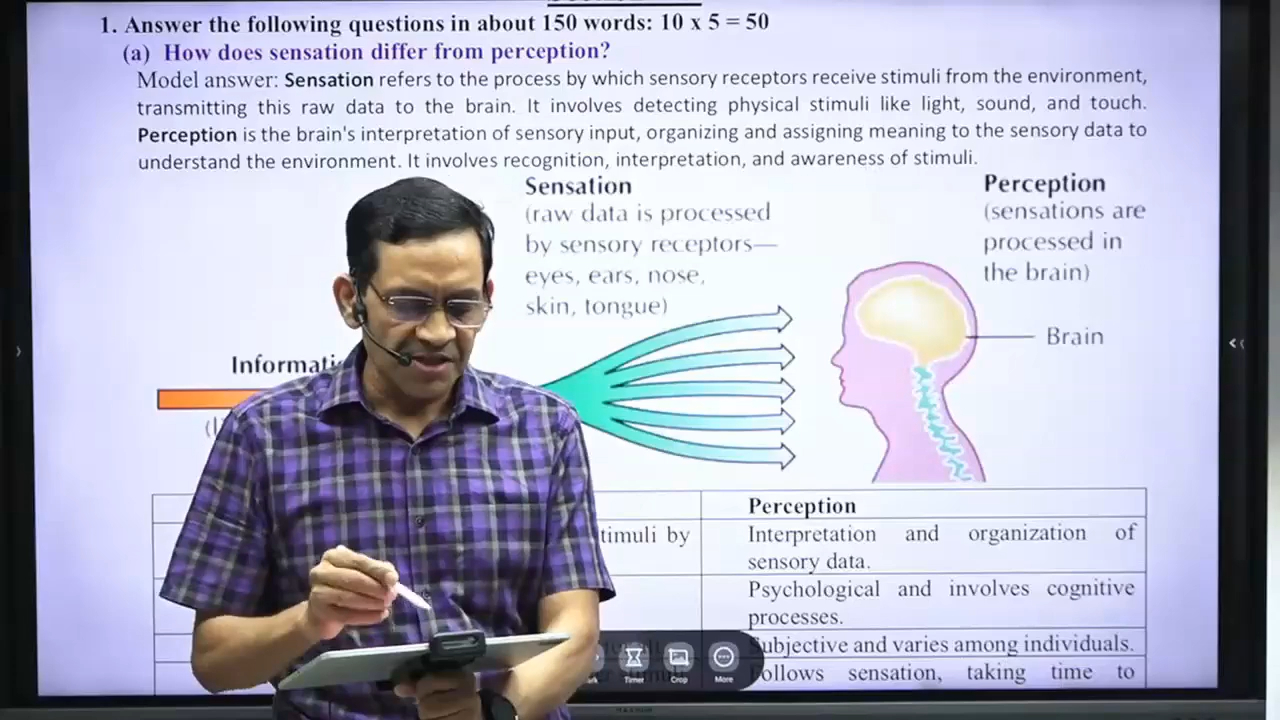 1. Answer the following questions in about 150 words: 10 x 5 = 50
(a) How does sensation differ from perception?
Model answer: Sensation refers to the process by which sensory receptors receive stimuli from the environment,
transmitting this raw data to the brain. It involves detecting physical stimuli like light, sound, and touch.
Perception is the brain's interpretation of sensory input, organizing and assigning meaning to the sensory data to
understand the environment. It involves recognition, interpretation, and awareness of stimuli.
Sensation
(raw data is processed
by sensory receptors—
eyes, ears, nose,
skin, tongue)
Perception
(sensations are
processed in
the brain)
Brain
Perception
by
Interpretation and organization of
sensory data.
Psychological and involves cognitive
processes.
Subjective and varies among individuals.
Follows sensation, taking time to
Timer
Crop
More